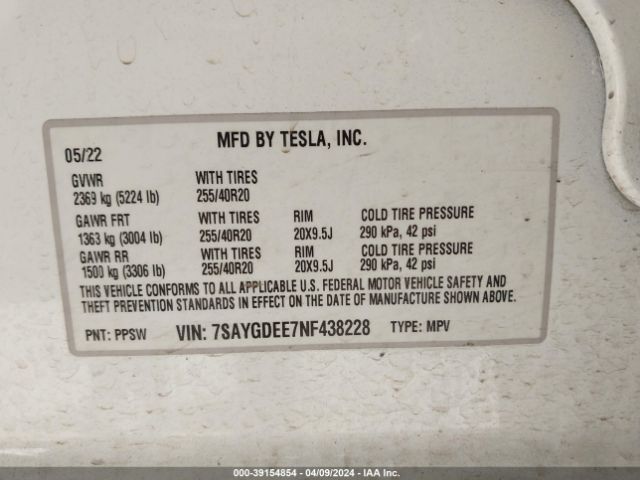 MFD BY TESLA, INC.
05/22
GVWR WITH TIRES
2369 kg (5224 lb) 255/40R20
GAWR FRT WITH TIRES RIM COLD TIRE PRESSURE
1363 kg (3004 lb) 255/40R20 20X9.5J 290 kPa, 42 psi
GAWR RR WITH TIRES RIM COLD TIRE PRESSURE
1500 kg (3306 lb) 255/40R20 20X9.5J 290 kPa, 42 psi
THIS VEHICLE CONFORMS TO ALL APPLICABLE U.S. FEDERAL MOTOR VEHICLE SAFETY AND
THEFT PREVENTION STANDARDS IN EFFECT ON THE DATE OF MANUFACTURE SHOWN ABOVE.
PNT: PPSW VIN: 7SAYGDEE7NF438228 TYPE: MPV
000-39154854 / 04/09/2024 / IAA Inc.